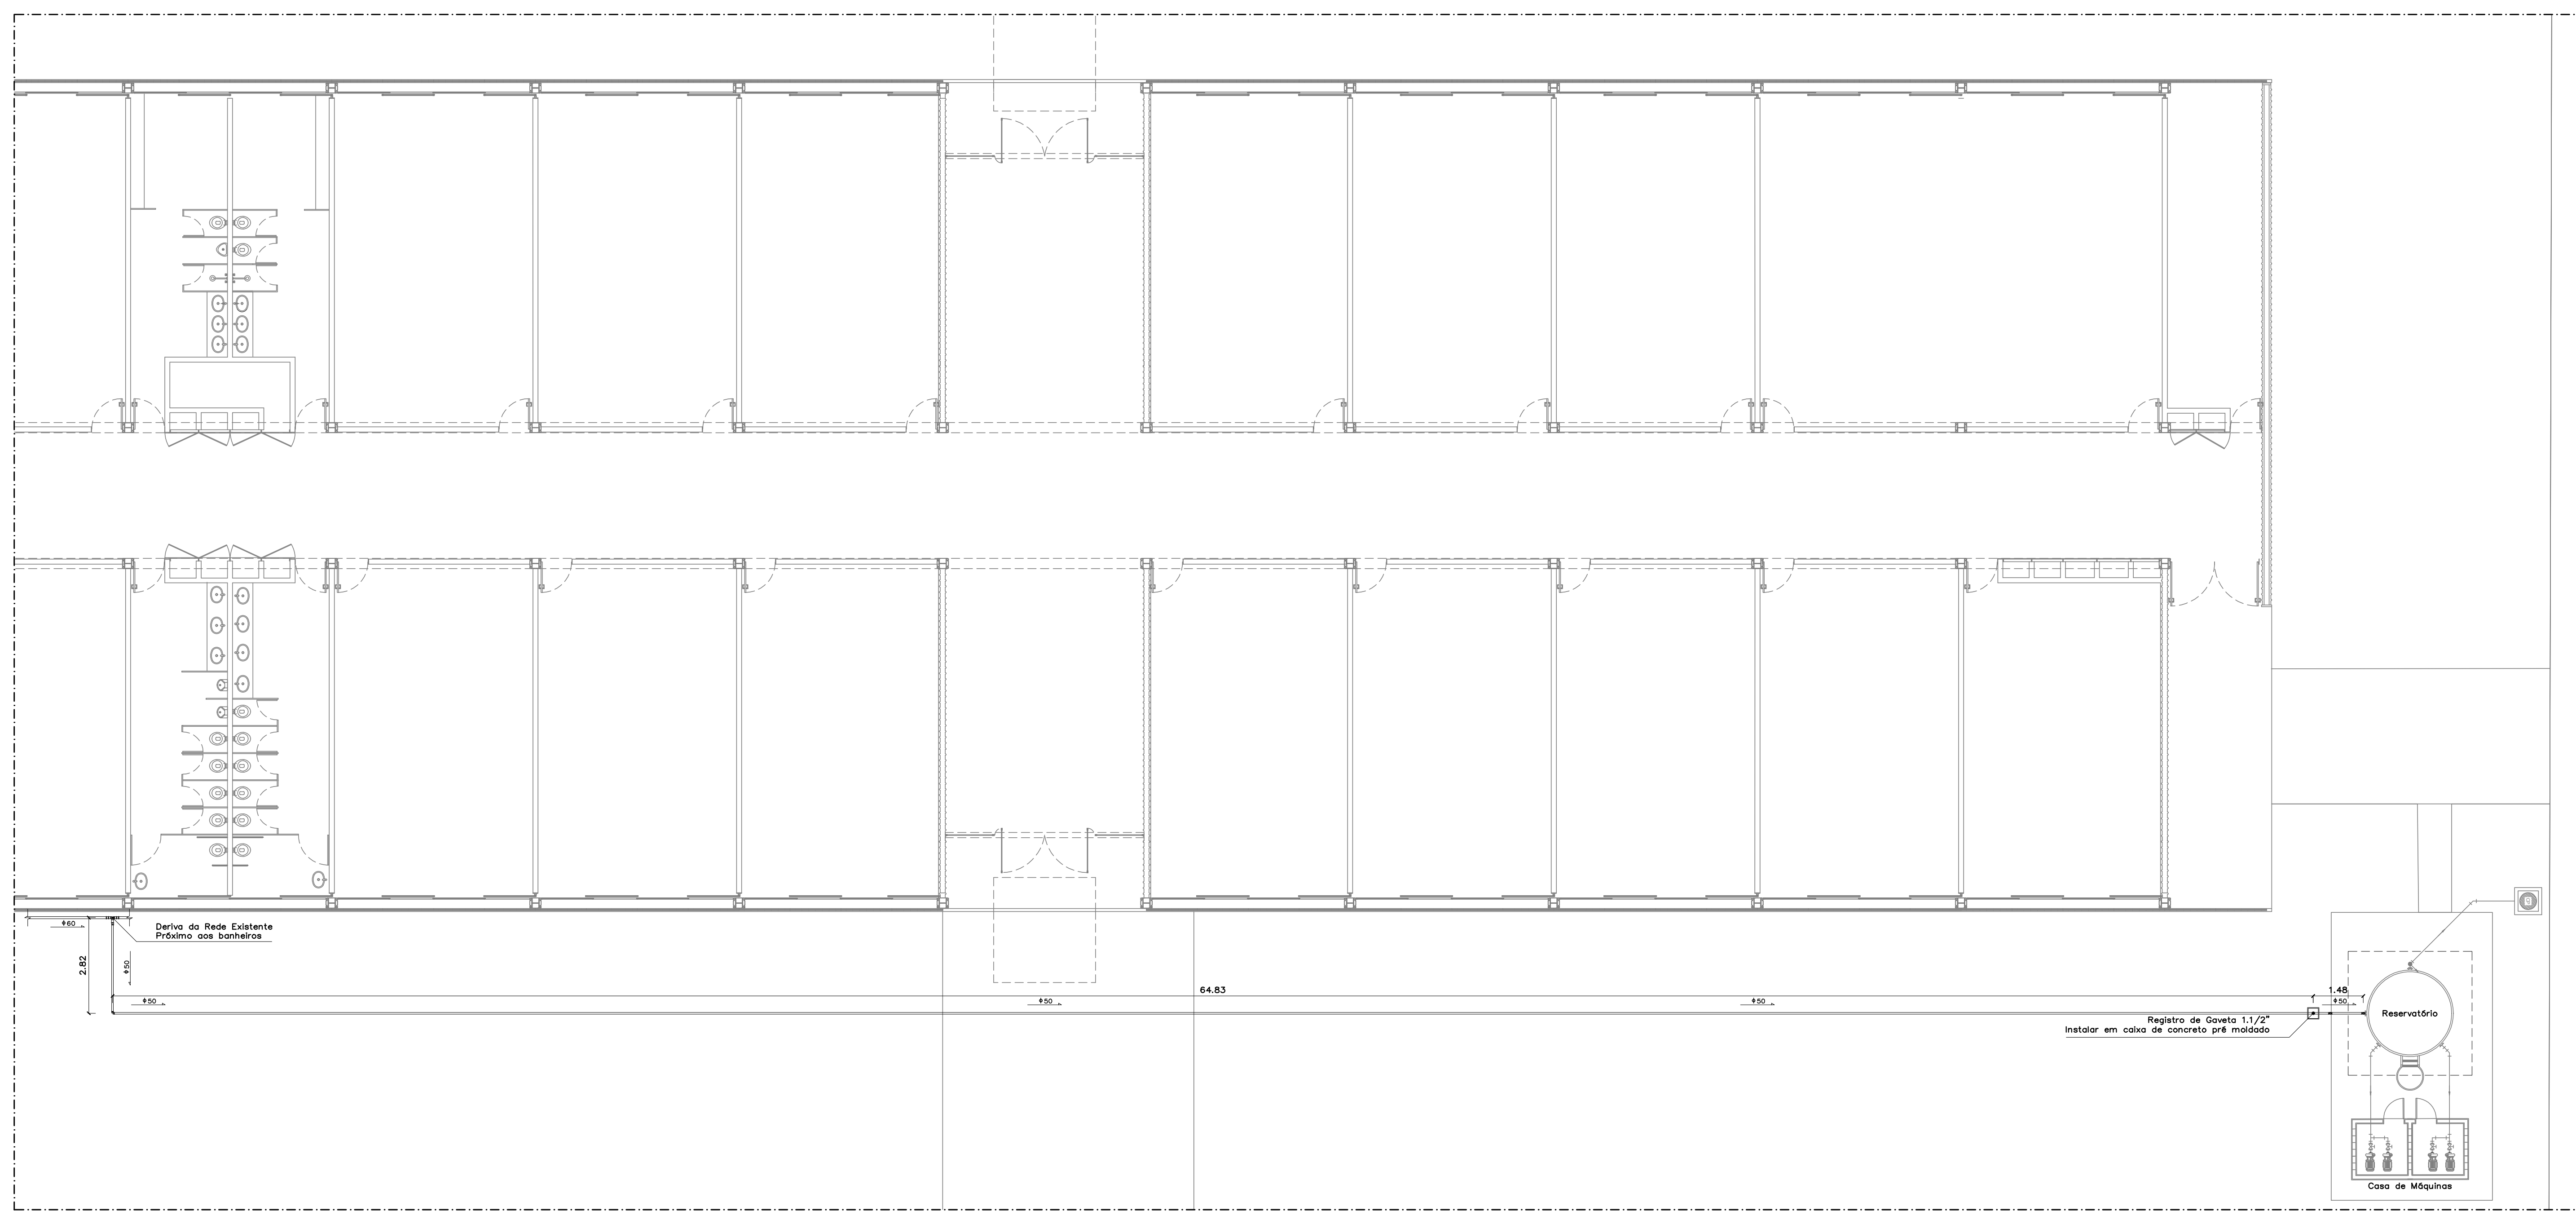 Φ60
Deriva da Rede Existente
Próximo aos banheiros
2.82
Φ50
64.83
1.48
Φ50
Φ50
Φ50
Φ50
Registro de Gaveta 1.1/2"
Instalar em caixa de concreto pré moldado
Reservatório
Casa de Máquinas